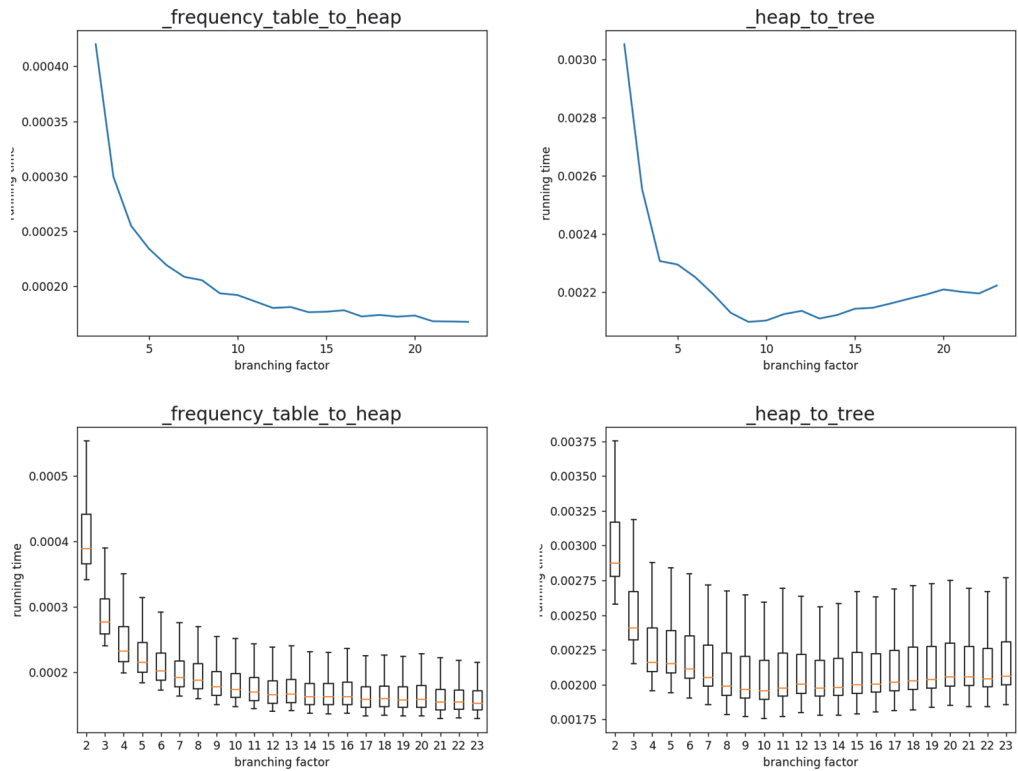 _frequency_table_to_heap
0.00040
0.00035
0.00030
0.00025
0.00020
running time
5 10 15 20
branching factor
_heap_to_tree
0.0030
0.0028
0.0026
0.0024
0.0022
running time
5 10 15 20
branching factor
_frequency_table_to_heap
0.0005
0.0004
0.0003
0.0002
running time
2 3 4 5 6 7 8 9 10 11 12 13 14 15 16 17 18 19 20 21 22 23
branching factor
_heap_to_tree
0.00375
0.00350
0.00325
0.00300
0.00275
0.00250
0.00225
0.00200
0.00175
running time
2 3 4 5 6 7 8 9 10 11 12 13 14 15 16 17 18 19 20 21 22 23
branching factor